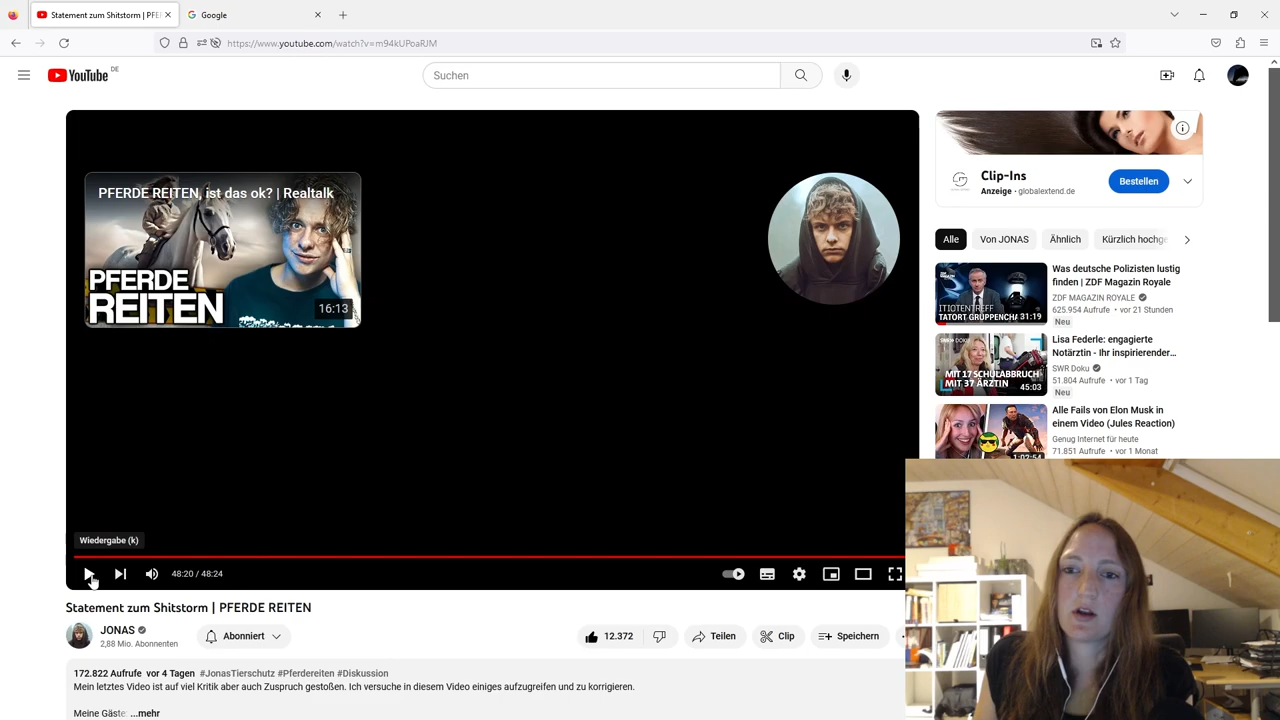 Statement zum Shitstorm | PFE
Google
https://www.youtube.com/watch?v=m94kUPoaRJM
YouTube DE
Suchen
PFERDE REITEN, ist das ok? | Realtalk
PFERDE
REITEN
16:13
Wiedergabe (k)
48:20 / 48:24
Statement zum Shitstorm | PFERDE REITEN
JONAS
2,88 Mio. Abonnenten
Abonniert
12.372
Teilen
Clip
Speichern
172.822 Aufrufe vor 4 Tagen #JonasTierschutz #Pferdereiten #Diskussion
Mein letztes Video ist auf viel Kritik aber auch Zuspruch gestoßen. Ich versuche in diesem Video einiges aufzugreifen und zu korrigieren.
Meine Gäste: ...mehr
Clip-Ins
Anzeige • globalextend.de
Bestellen
Alle
Von JONAS
Ähnlich
Kürzlich hochge
TATORT GRUPPENCHA
31:19
Was deutsche Polizisten lustig
finden | ZDF Magazin Royale
ZDF MAGAZIN ROYALE
625.954 Aufrufe • vor 21 Stunden
Neu
SWR» DOKU
MIT 17 SCHULABBRUCH
MIT 37 ÄRZTIN
45:03
Lisa Federle: engagierte
Notärztin - Ihr inspirierender…
SWR Doku
51.804 Aufrufe • vor 1 Tag
Neu
1:02:54
Alle Fails von Elon Musk in
einem Video (Jules Reaction)
Genug Internet für heute
71.851 Aufrufe • vor 1 Monat